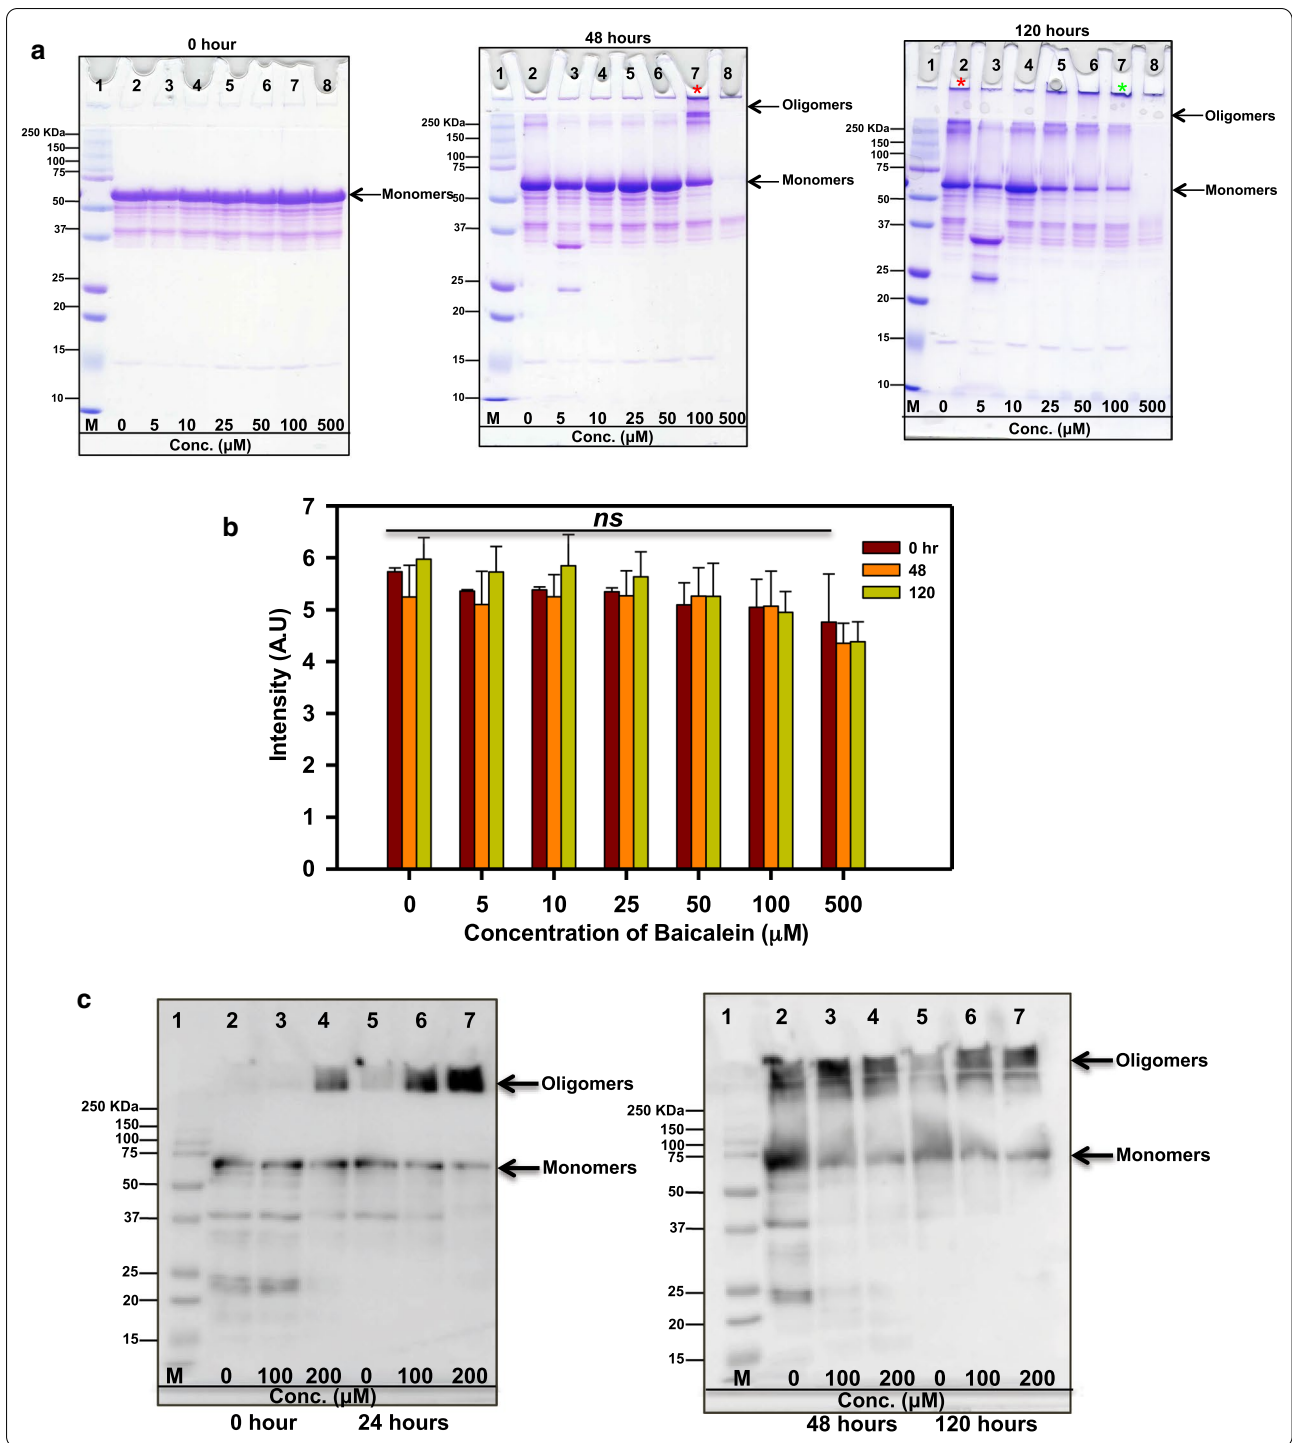 a
0 hour
1 2 3 4 5 6 7 8
250 KDa
150
100
75
50
37
25
20
15
10
Monomers
M 0 5 10 25 50 100 500
Conc. (µM)
48 hours
1 2 3 4 5 6 7 8
*
250 KDa
150
100
75
50
37
25
20
15
10
Oligomers
Monomers
M 0 5 10 25 50 100 500
Conc. (µM)
120 hours
1 2 3 4 5 6 7 8
* *
250 KDa
150
100
75
50
37
25
20
15
10
Oligomers
Monomers
M 0 5 10 25 50 100 500
Conc. (µM)
b
ns
7
6
5
4
3
2
1
0
Intensity (A.U)
0 hr
48
120
0 5 10 25 50 100 500
Concentration of Baicalein (µM)
c
1 2 3 4 5 6 7
250 KDa
150
100
75
50
37
25
20
15
Oligomers
Monomers
M 0 100 200 0 100 200
Conc. (µM)
0 hour 24 hours
1 2 3 4 5 6 7
250 KDa
150
100
75
50
37
25
20
15
Oligomers
Monomers
M 0 100 200 0 100 200
Conc. (µM)
48 hours 120 hours